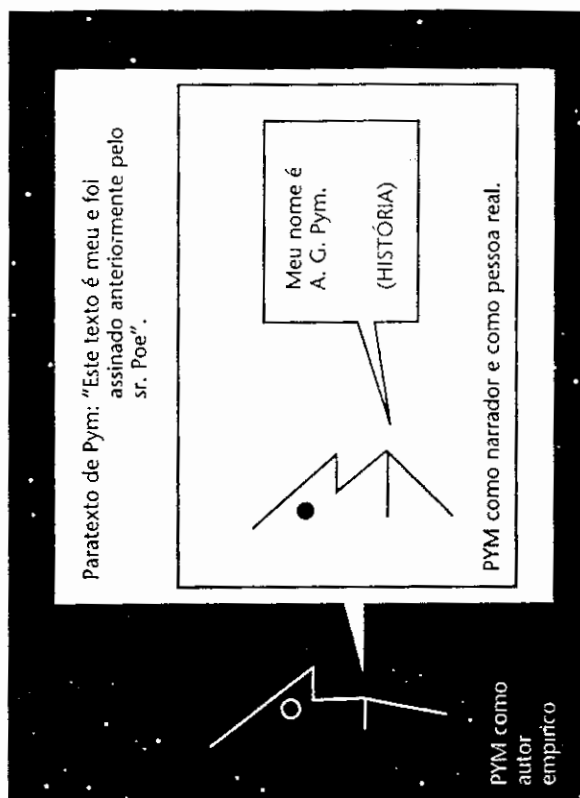 Paratexto de Pym: "Este texto é meu e foi
assinado anteriormente pelo
sr. Poe".
Meu nome é
A. G. Pym.
(HISTÓRIA)
PYM como narrador e como pessoa real.
PYM como
autor
empírico